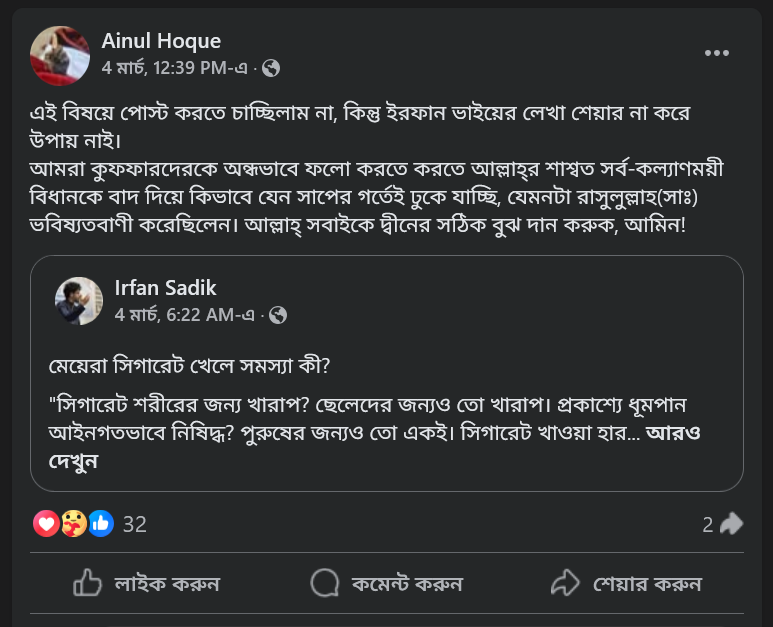 Ainul Hoque
4 মার্চ, 12:39 PM-এ ·
এই বিষয়ে পোস্ট করতে চাচ্ছিলাম না, কিন্তু ইরফান ভাইয়ের লেখা শেয়ার না করে
উপায় নাই।
আমরা কুফফারদেরকে অন্ধভাবে ফলো করতে করতে আল্লাহ্‌র শাশ্বত সর্ব-কল্যাণময়ী
বিধানকে বাদ দিয়ে কিভাবে যেন সাপের গর্তেই ঢুকে যাচ্ছি, যেমনটা রাসুলুল্লাহ(সাঃ)
ভবিষ্যতবাণী করেছিলেন। আল্লাহ্ সবাইকে দ্বীনের সঠিক বুঝ দান করুক, আমিন!
Irfan Sadik
4 মার্চ, 6:22 AM-এ ·
মেয়েরা সিগারেট খেলে সমস্যা কী?
"সিগারেট শরীরের জন্য খারাপ? ছেলেদের জন্যও তো খারাপ। প্রকাশ্যে ধূমপান
আইনগতভাবে নিষিদ্ধ? পুরুষের জন্যও তো একই। সিগারেট খাওয়া হার... আরও
দেখুন
32
2
লাইক করুন
কমেন্ট করুন
শেয়ার করুন